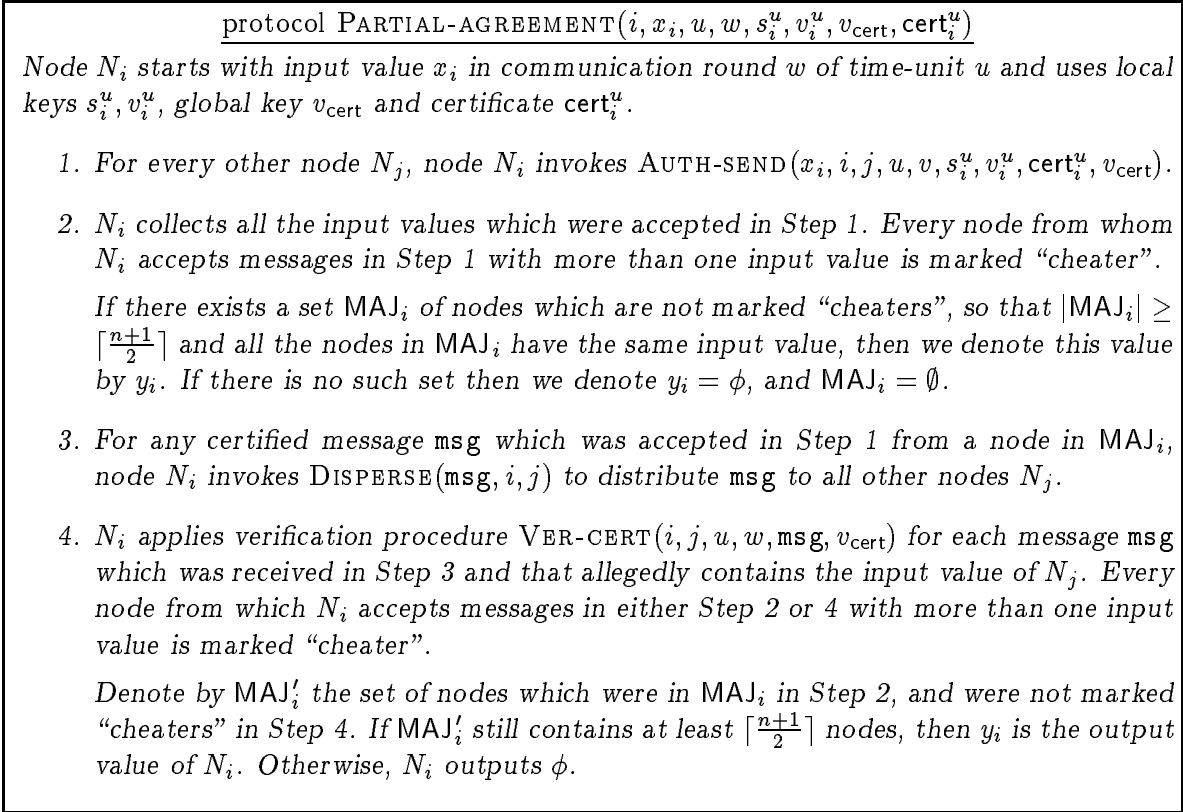 protocol PARTIAL-AGREEMENT(i, x_i, u, w, s_i^u, v_i^u, v_cert, cert_i^u)
Node N_i starts with input value x_i in communication round w of time-unit u and uses local
keys s_i^u, v_i^u, global key v_cert and certificate cert_i^u.
1. For every other node N_j, node N_i invokes AUTH-SEND(x_i, i, j, u, v, s_i^u, v_i^u, cert_i^u, v_cert).
2. N_i collects all the input values which were accepted in Step 1. Every node from whom
N_i accepts messages in Step 1 with more than one input value is marked “cheater”.
If there exists a set MAJ_i of nodes which are not marked “cheaters”, so that |MAJ_i| ≥
⌈(n+1)/2⌉ and all the nodes in MAJ_i have the same input value, then we denote this value
by y_i. If there is no such set then we denote y_i = ϕ, and MAJ_i = ∅.
3. For any certified message msg which was accepted in Step 1 from a node in MAJ_i,
node N_i invokes DISPERSE(msg, i, j) to distribute msg to all other nodes N_j.
4. N_i applies verification procedure VER-CERT(i, j, u, w, msg, v_cert) for each message msg
which was received in Step 3 and that allegedly contains the input value of N_j. Every
node from which N_i accepts messages in either Step 2 or 4 with more than one input
value is marked “cheater”.
Denote by MAJ′_i the set of nodes which were in MAJ_i in Step 2, and were not marked
“cheaters” in Step 4. If MAJ′_i still contains at least ⌈(n+1)/2⌉ nodes, then y_i is the output
value of N_i. Otherwise, N_i outputs ϕ.